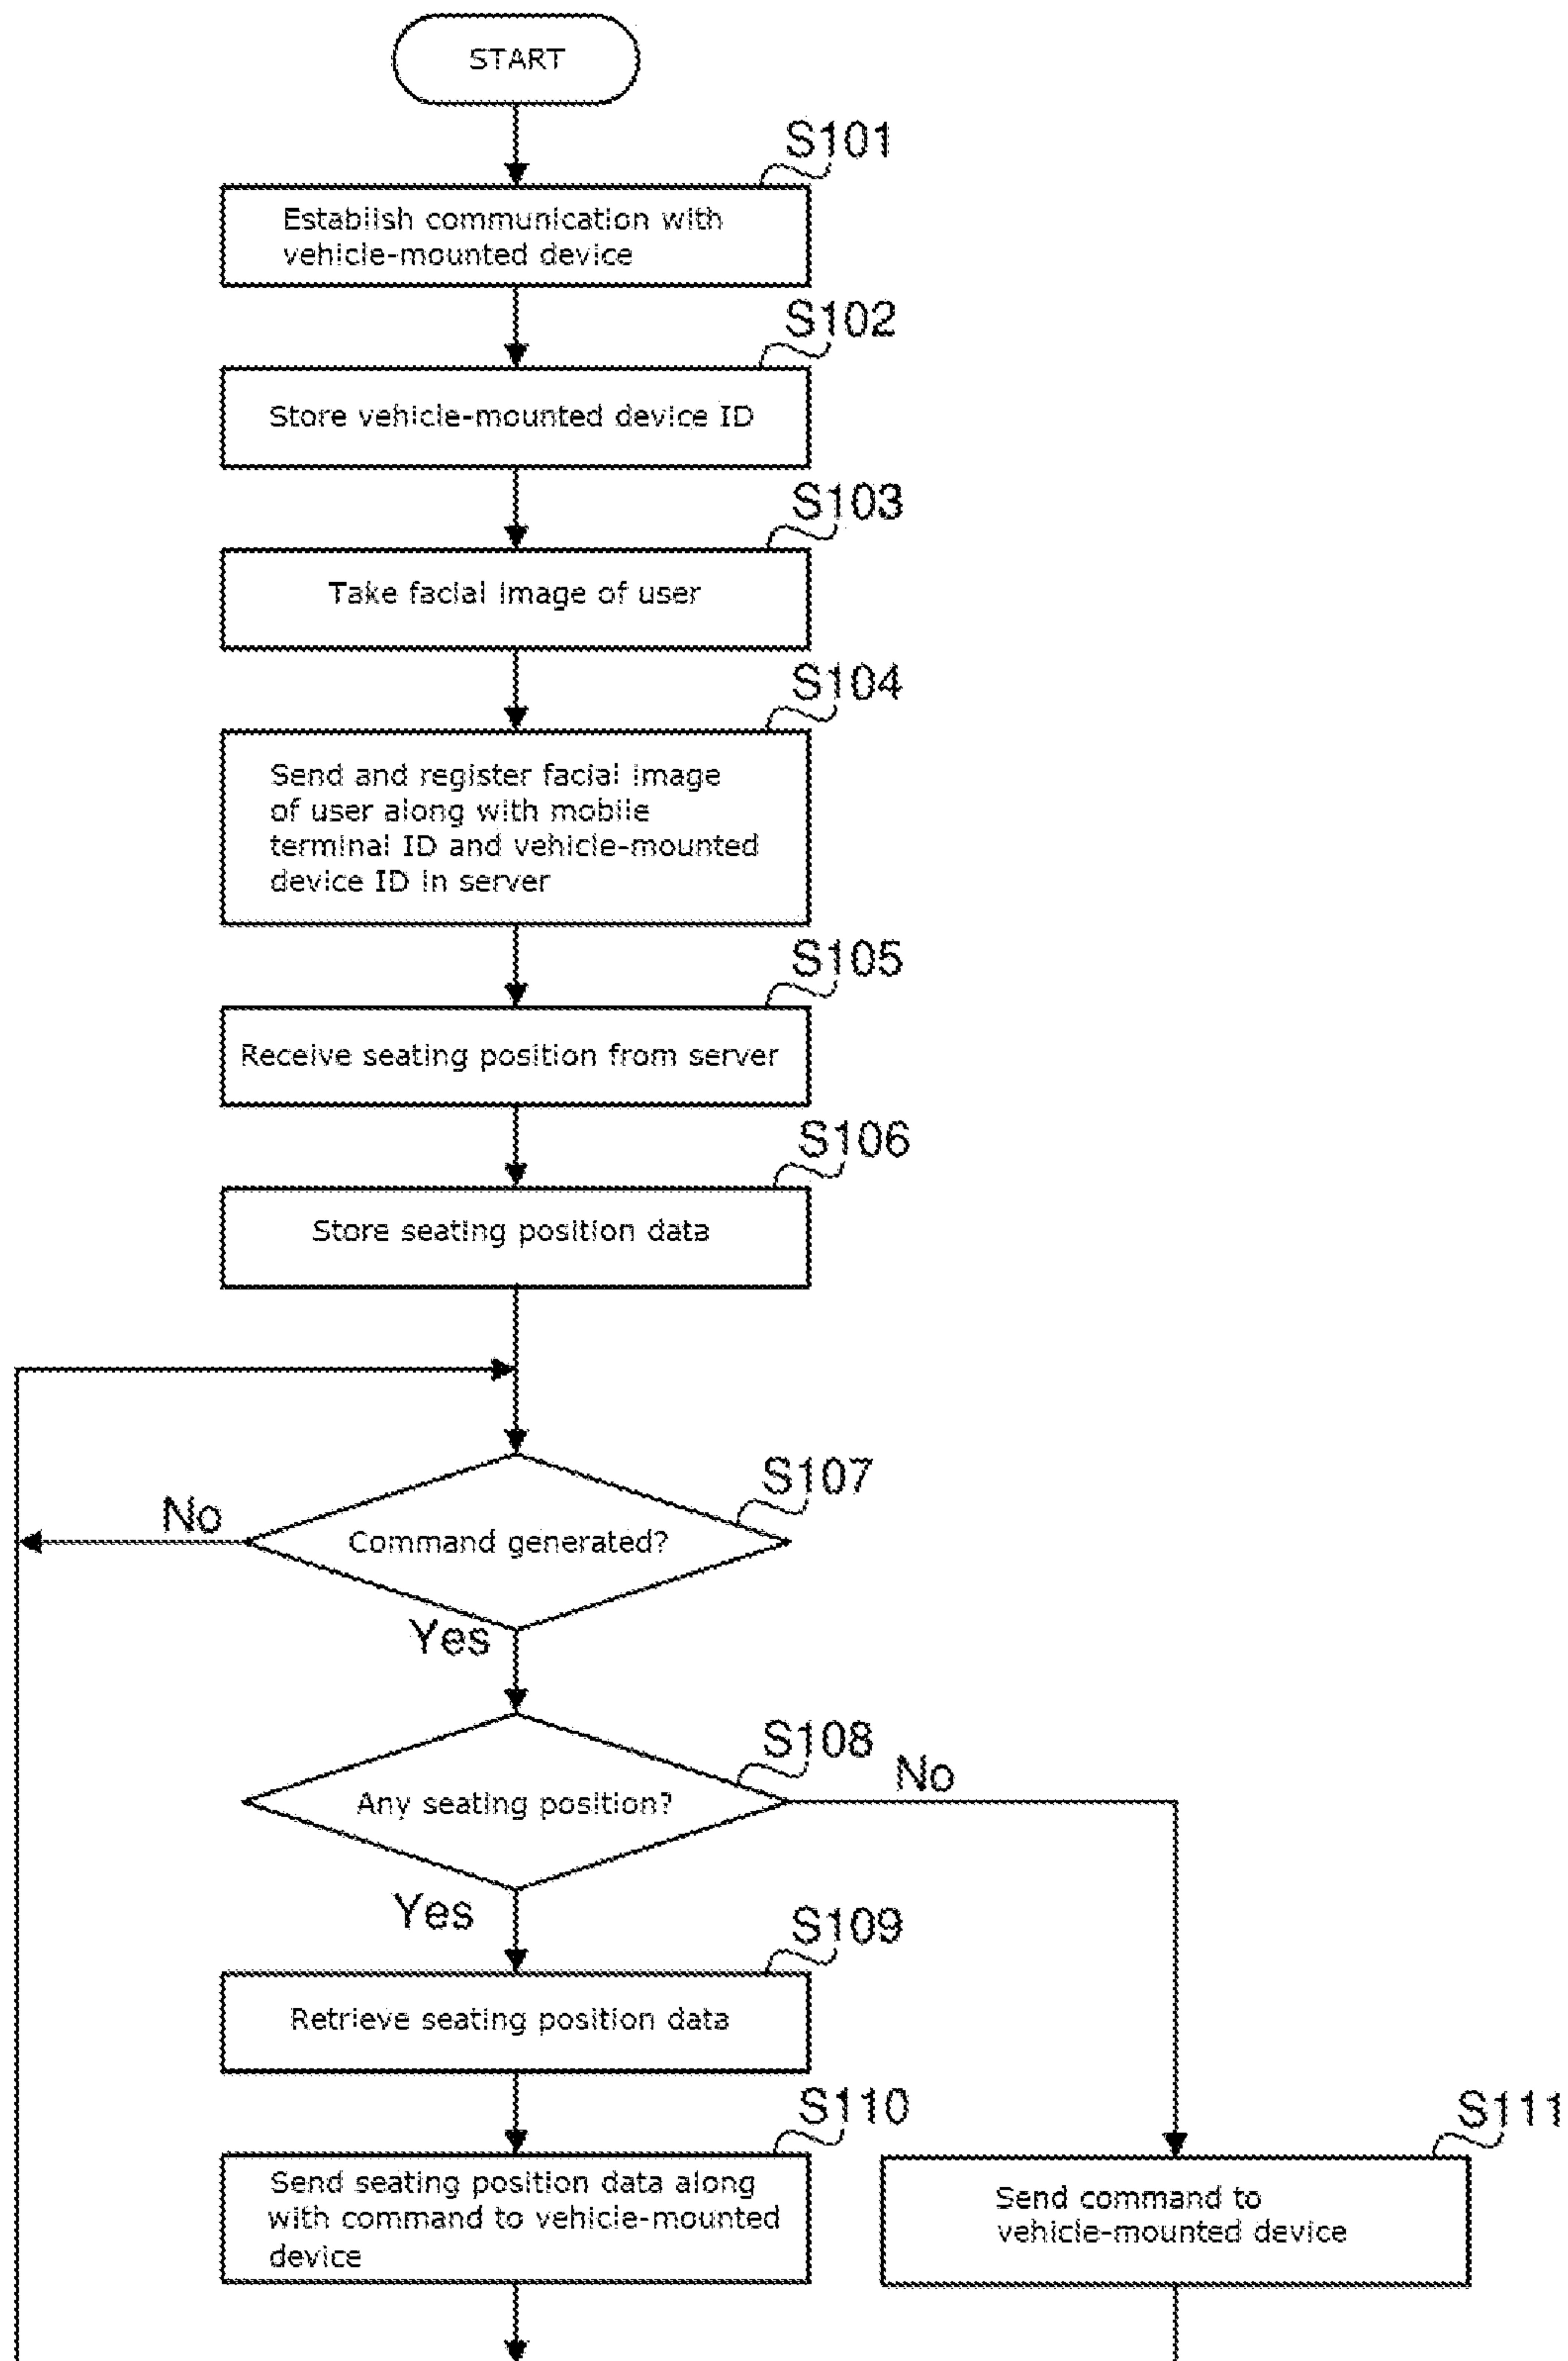 START
S101
Establish communication with
vehicle-mounted device
S102
Store vehicle-mounted device ID
S103
Take facial image of user
S104
Send and register facial image
of user along with mobile
terminal ID and vehicle-mounted
device ID in server
S105
Receive seating position from server
S106
Store seating position data
S107
No
Command generated?
Yes
S108
No
Any seating position?
Yes
S109
Retrieve seating position data
S110
Send seating position data along
with command to vehicle-mounted
device
S111
Send command to
vehicle-mounted device